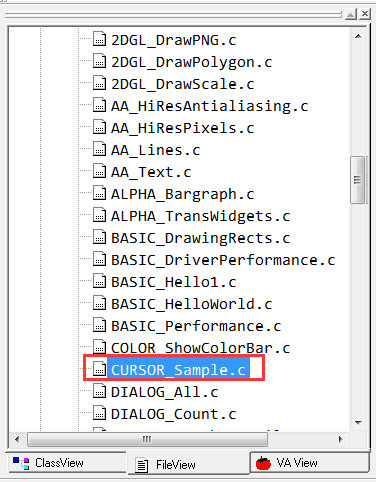 2DGL_DrawPNG.c
2DGL_DrawPolygon.c
2DGL_DrawScale.c
AA_HiResAntialiasing.c
AA_HiResPixels.c
AA_Lines.c
AA_Text.c
ALPHA_Bargraph.c
ALPHA_TransWidgets.c
BASIC_DrawingRects.c
BASIC_DriverPerformance.c
BASIC_Hello1.c
BASIC_HelloWorld.c
BASIC_Performance.c
COLOR_ShowColorBar.c
CURSOR_Sample.c
DIALOG_All.c
DIALOG_Count.c
ClassView FileView VA View